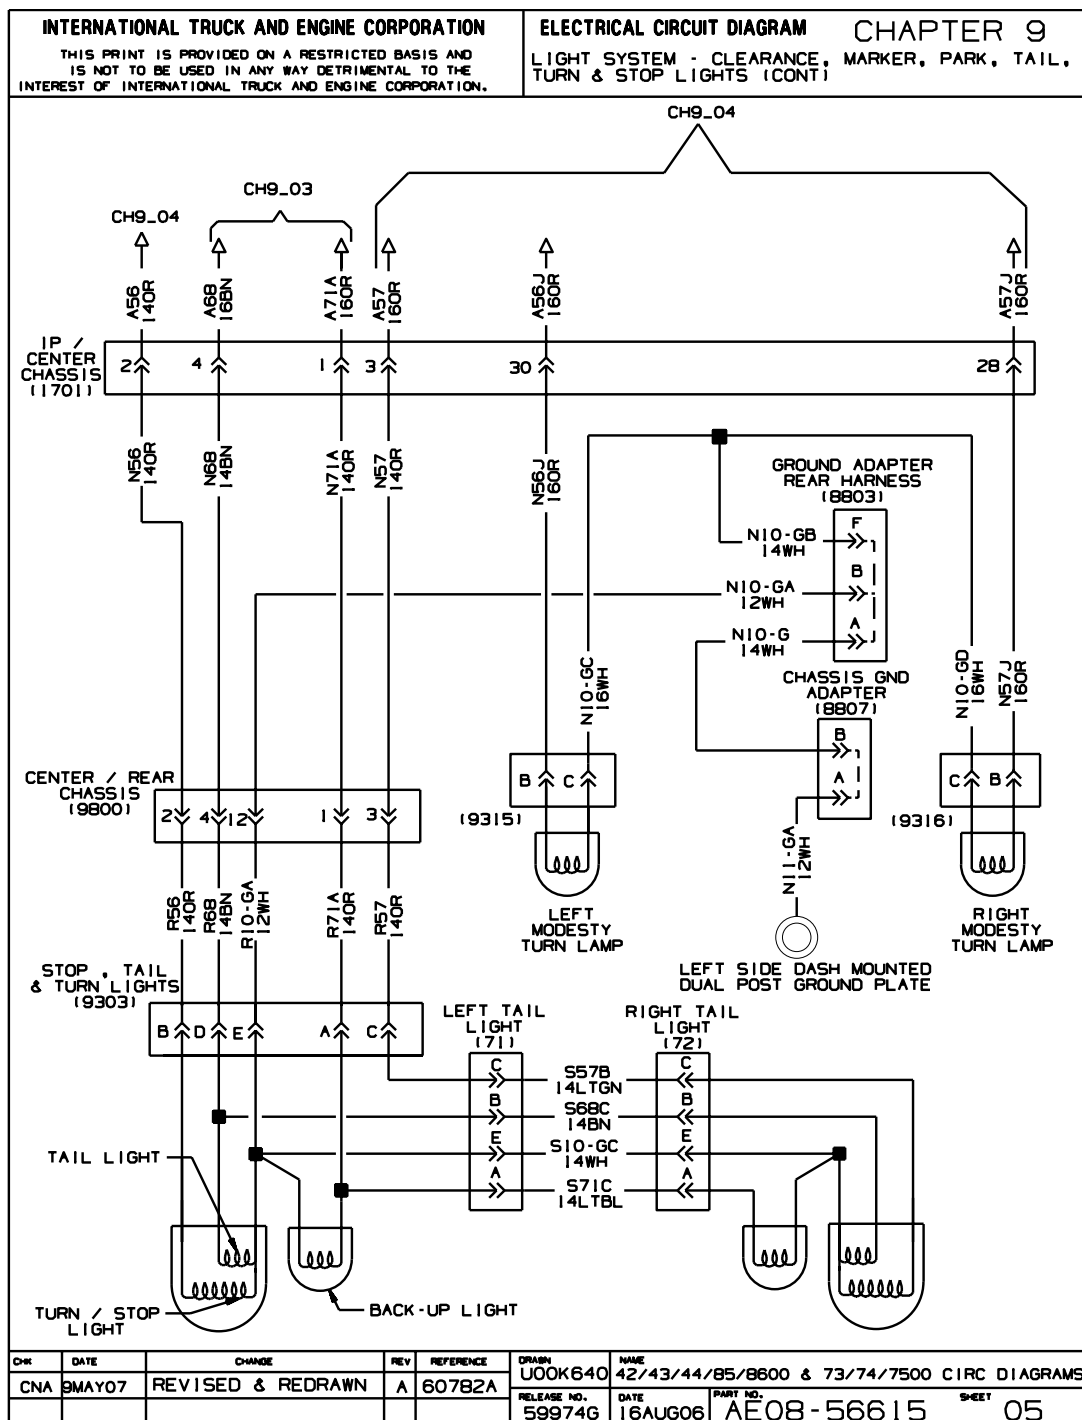 INTERNATIONAL TRUCK AND ENGINE CORPORATION
THIS PRINT IS PROVIDED ON A RESTRICTED BASIS AND
IS NOT TO BE USED IN ANY WAY DETRIMENTAL TO THE
INTEREST OF INTERNATIONAL TRUCK AND ENGINE CORPORATION.
ELECTRICAL CIRCUIT DIAGRAM
CHAPTER 9
LIGHT SYSTEM - CLEARANCE, MARKER, PARK, TAIL,
TURN & STOP LIGHTS (CONT)
CH9_04
CH9_03
CH9_04
A56
14OR
A68
16BN
A71A
16OR
A57
16OR
A56J
16OR
A57J
16OR
IP /
CENTER
CHASSIS
(1701)
2
4
1
3
30
28
N56
14OR
N68
14BN
N71A
14OR
N57
14OR
N56J
16OR
GROUND ADAPTER
REAR HARNESS
(8803)
F
N10-GB
14WH
B
N10-GA
12WH
A
N10-G
14WH
CHASSIS GND
ADAPTER
(8807)
B
A
N10-GC
16WH
N10-GD
16WH
N57J
16OR
CENTER / REAR
CHASSIS
(9800)
2
4
12
1
3
B
C
(9315)
C
B
(9316)
N11-GA
12WH
R56
14OR
R68
14BN
R10-GA
12WH
R71A
14OR
R57
14OR
LEFT
MODESTY
TURN LAMP
RIGHT
MODESTY
TURN LAMP
LEFT SIDE DASH MOUNTED
DUAL POST GROUND PLATE
STOP, TAIL
& TURN LIGHTS
(9303)
B
D
E
A
C
LEFT TAIL
LIGHT
(71)
RIGHT TAIL
LIGHT
(72)
C
S57B
14LTGN
C
B
S68C
14BN
B
E
S10-GC
14WH
E
A
S71C
14LTBL
A
TAIL LIGHT
TURN / STOP
LIGHT
BACK-UP LIGHT
CHK
DATE
CHANGE
REV
REFERENCE
CNA
9MAY07
REVISED & REDRAWN
A
60782A
DRAWN
U00K640
NAME
42/43/44/85/8600 & 73/74/7500 CIRC DIAGRAMS
RELEASE NO.
59974G
DATE
16AUG06
PART NO.
AE08-56615
SHEET
05